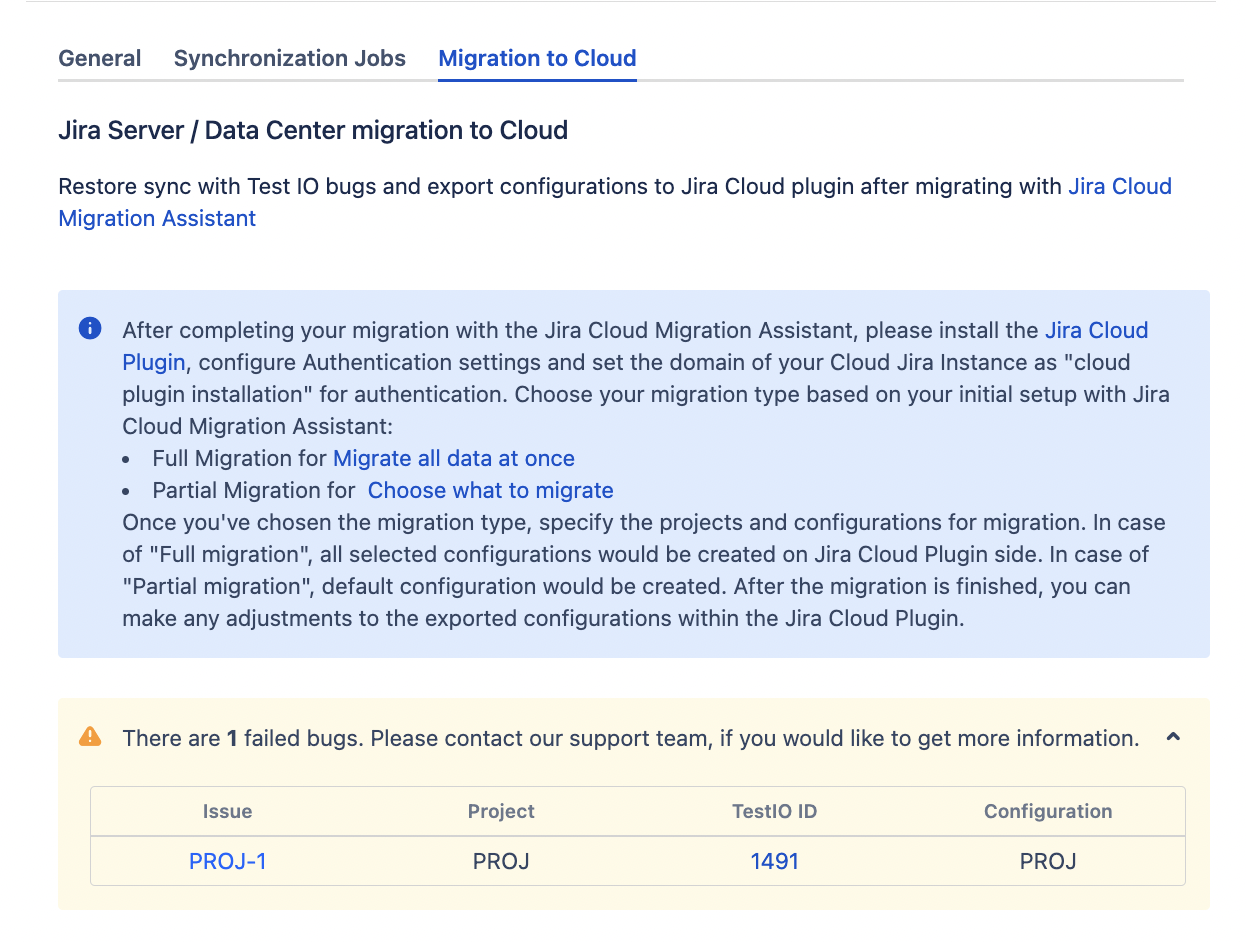 General Synchronization Jobs Migration to Cloud
Jira Server / Data Center migration to Cloud
Restore sync with Test IO bugs and export configurations to Jira Cloud plugin after migrating with Jira Cloud
Migration Assistant
After completing your migration with the Jira Cloud Migration Assistant, please install the Jira Cloud
Plugin, configure Authentication settings and set the domain of your Cloud Jira Instance as "cloud
plugin installation" for authentication. Choose your migration type based on your initial setup with Jira
Cloud Migration Assistant:
• Full Migration for Migrate all data at once
• Partial Migration for Choose what to migrate
Once you've chosen the migration type, specify the projects and configurations for migration. In case
of "Full migration", all selected configurations would be created on Jira Cloud Plugin side. In case of
"Partial migration", default configuration would be created. After the migration is finished, you can
make any adjustments to the exported configurations within the Jira Cloud Plugin.
There are 1 failed bugs. Please contact our support team, if you would like to get more information.
Issue Project TestIO ID Configuration
PROJ-1 PROJ 1491 PROJ